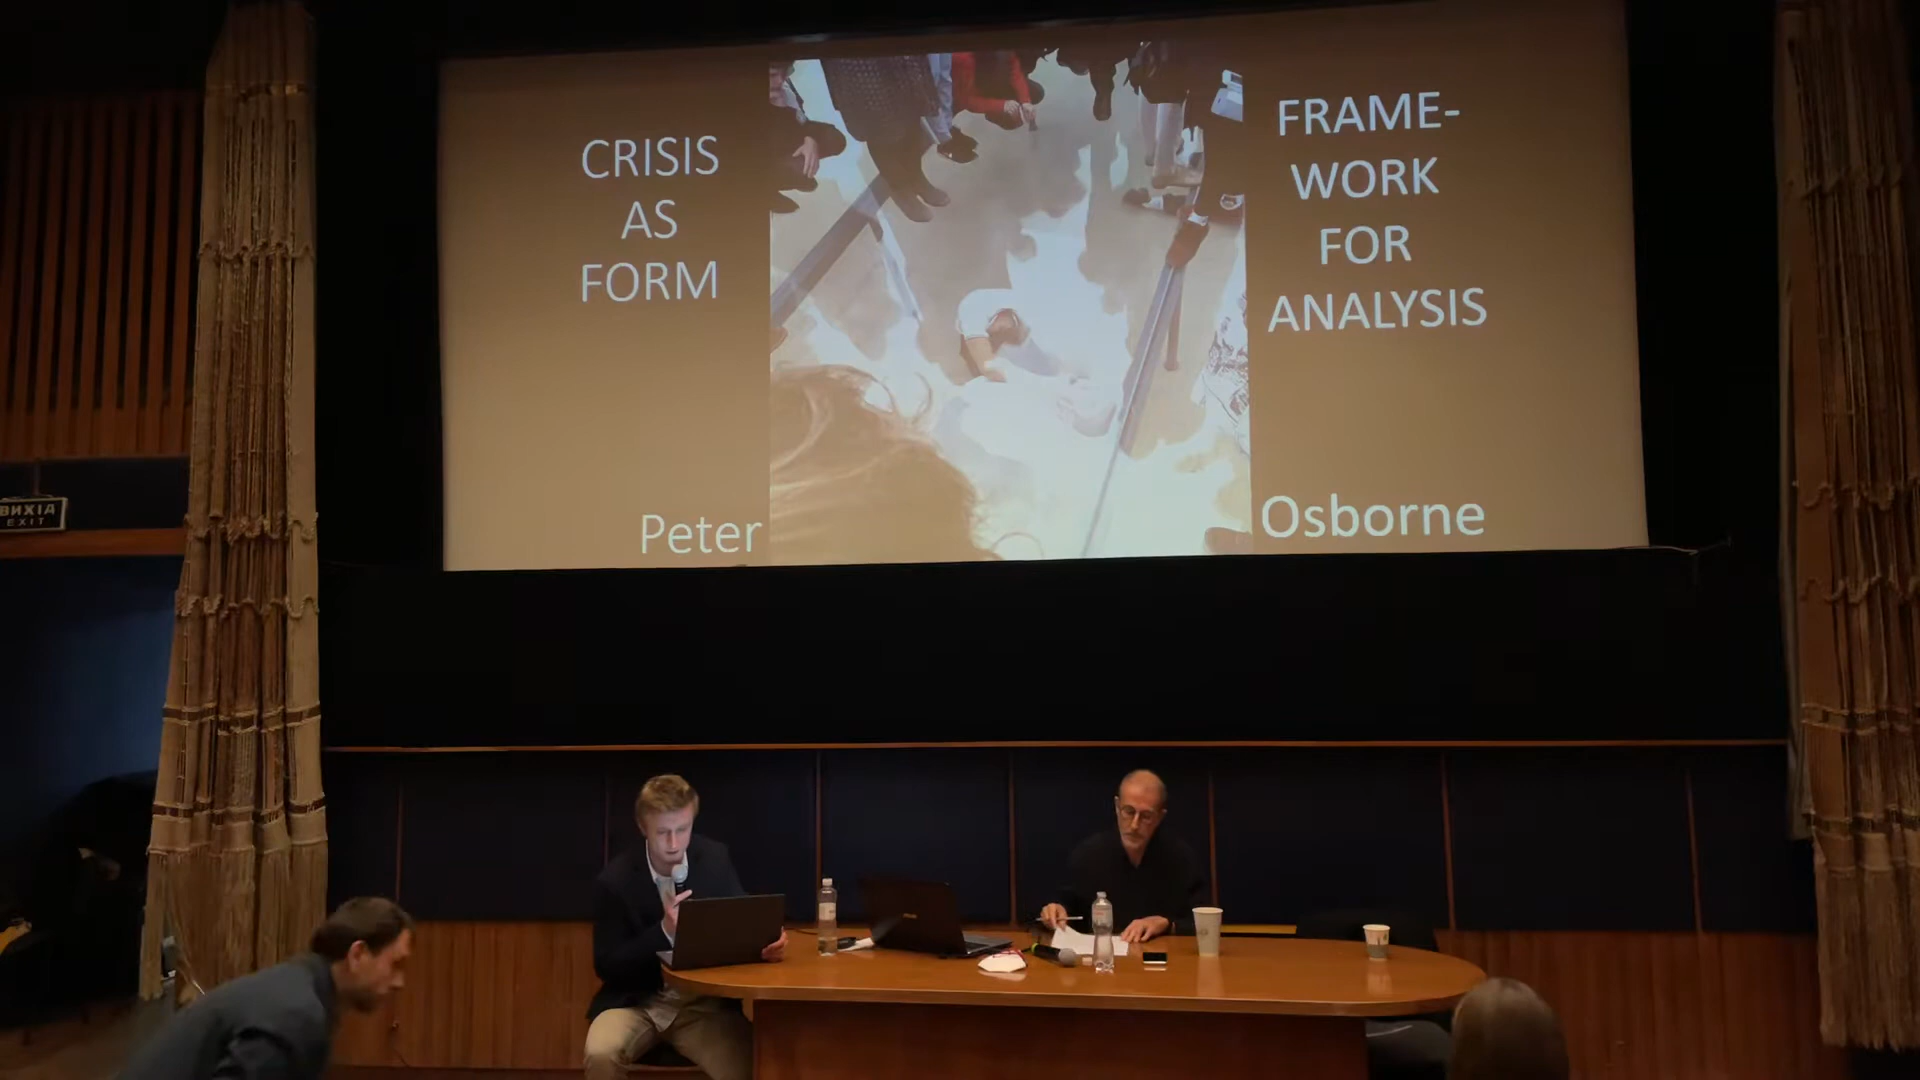 CRISIS
AS
FORM
FRAME-
WORK
FOR
ANALYSIS
Peter
Osborne
ВИХІД
EXIT